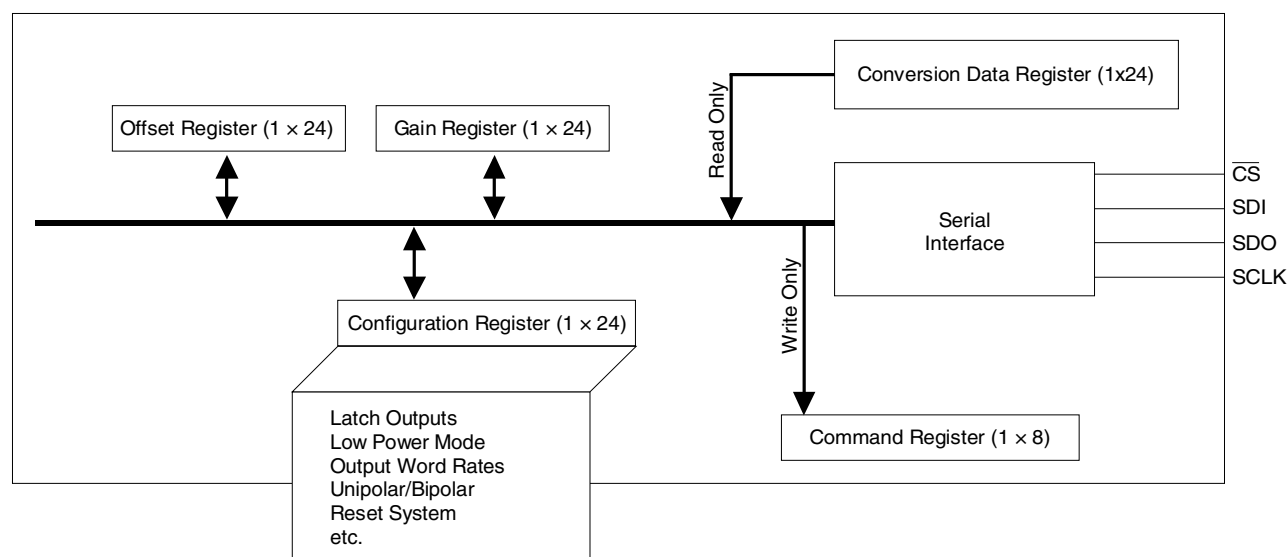 Conversion Data Register (1x24)
Offset Register (1 × 24)
Gain Register (1 × 24)
Read Only
Serial
Interface
C̅S̅
SDI
SDO
SCLK
Configuration Register (1 × 24)
Write Only
Latch Outputs
Low Power Mode
Output Word Rates
Unipolar/Bipolar
Reset System
etc.
Command Register (1 × 8)